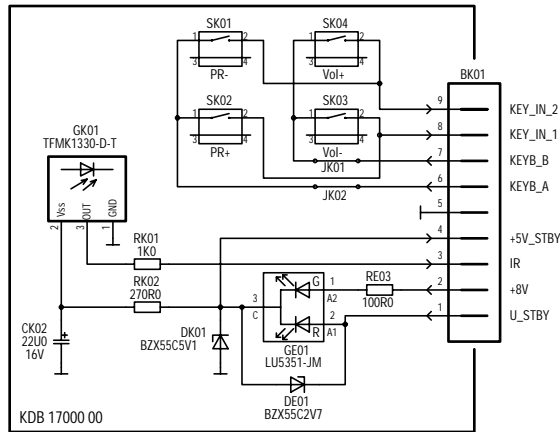 SK01
1 2
3 4
PR-
SK04
1 2
3 4
Vol+
SK02
1 2
3 4
PR+
SK03
1 2
3 4
Vol-
JK01
JK02
BK01
9 KEY_IN_2
8 KEY_IN_1
7 KEYB_B
6 KEYB_A
5
4 +5V_STBY
3 IR
2 +8V
1 U_STBY
GK01
TFMK1330-D-T
Vss OUT GND
2 3 1
RK01
1K0
RK02
270R0
CK02
22U0
16V
+
DK01
BZX55C5V1
3
C
G
R
1
A2
2
A1
GE01
LU5351-JM
RE03
100R0
DE01
BZX55C2V7
KDB 17000 00